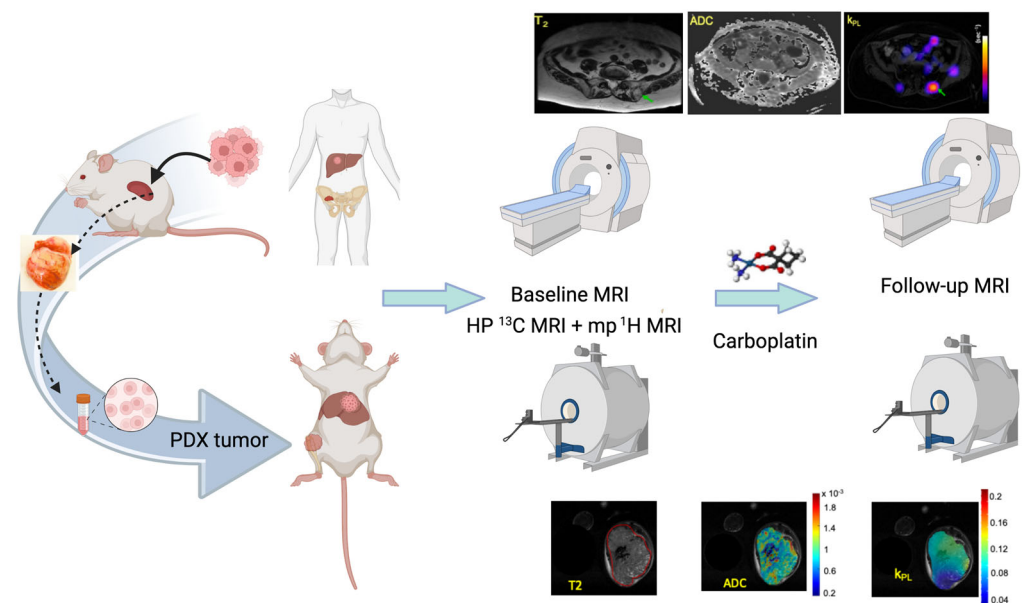 T2
ADC
kPL
(sec⁻¹)
Baseline MRI
HP ¹³C MRI + mp ¹H MRI
Carboplatin
Follow-up MRI
PDX tumor
T2
ADC
x 10⁻³
1.8
1.4
1
0.6
0.2
kPL
0.2
0.16
0.12
0.08
0.04